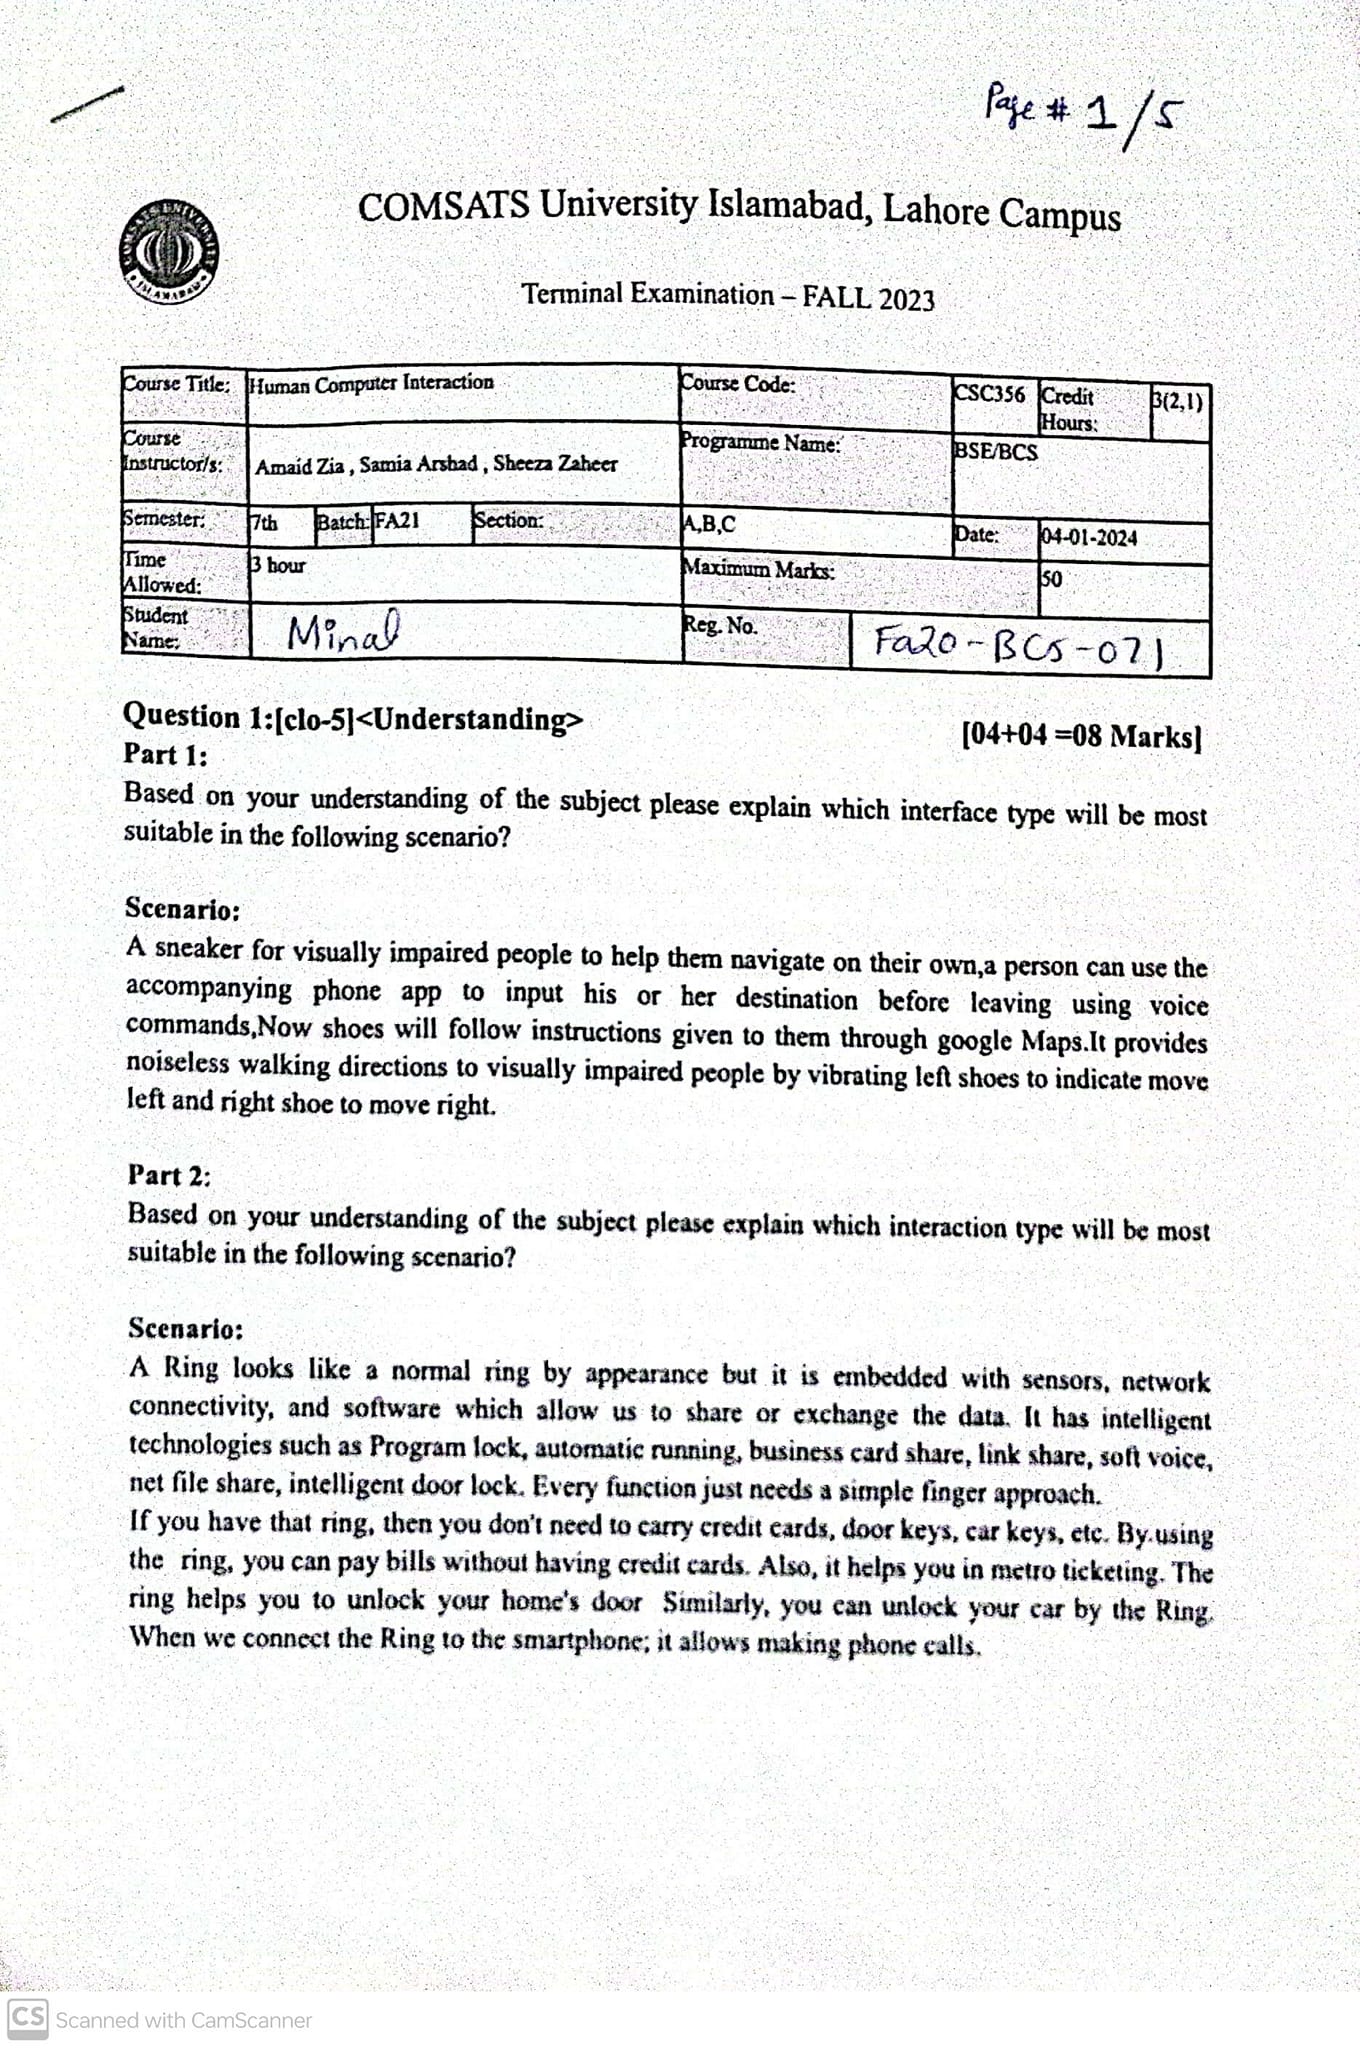 Page # 1/5
COMSATS University Islamabad, Lahore Campus
Terminal Examination – FALL 2023
Course Title: Human Computer Interaction Course Code: CSC356 Credit Hours: 3(2,1)
Course Instructor/s: Amaid Zia , Samia Arshad , Sheeza Zaheer Programme Name: BSE/BCS
Semester: 7th Batch: FA21 Section: A,B,C Date: 04-01-2024
Time Allowed: 3 hour Maximum Marks: 50
Student Name: Minal Reg. No. Fa20-BCS-071
Question 1:[clo-5]<Understanding> [04+04 =08 Marks]
Part 1:
Based on your understanding of the subject please explain which interface type will be most
suitable in the following scenario?
Scenario:
A sneaker for visually impaired people to help them navigate on their own,a person can use the
accompanying phone app to input his or her destination before leaving using voice
commands,Now shoes will follow instructions given to them through google Maps.It provides
noiseless walking directions to visually impaired people by vibrating left shoes to indicate move
left and right shoe to move right.
Part 2:
Based on your understanding of the subject please explain which interaction type will be most
suitable in the following scenario?
Scenario:
A Ring looks like a normal ring by appearance but it is embedded with sensors, network
connectivity, and software which allow us to share or exchange the data. It has intelligent
technologies such as Program lock, automatic running, business card share, link share, soft voice,
net file share, intelligent door lock. Every function just needs a simple finger approach.
If you have that ring, then you don't need to carry credit cards, door keys, car keys, etc. By using
the ring, you can pay bills without having credit cards. Also, it helps you in metro ticketing. The
ring helps you to unlock your home's door Similarly, you can unlock your car by the Ring.
When we connect the Ring to the smartphone; it allows making phone calls.
CS Scanned with CamScanner